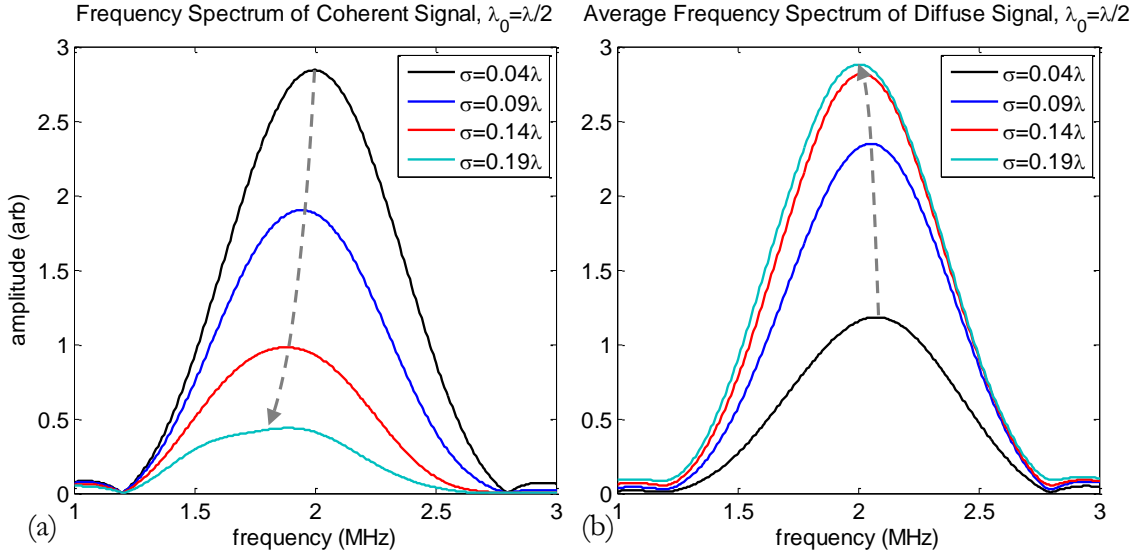 Frequency Spectrum of Coherent Signal, λ0=λ/2
3
2.5
2
1.5
1
0.5
0
amplitude (arb)
σ=0.04λ
σ=0.09λ
σ=0.14λ
σ=0.19λ
1 1.5 2 2.5 3
frequency (MHz)
(a)
Average Frequency Spectrum of Diffuse Signal, λ0=λ/2
3
2.5
2
1.5
1
0.5
0
σ=0.04λ
σ=0.09λ
σ=0.14λ
σ=0.19λ
1 1.5 2 2.5 3
frequency (MHz)
(b)